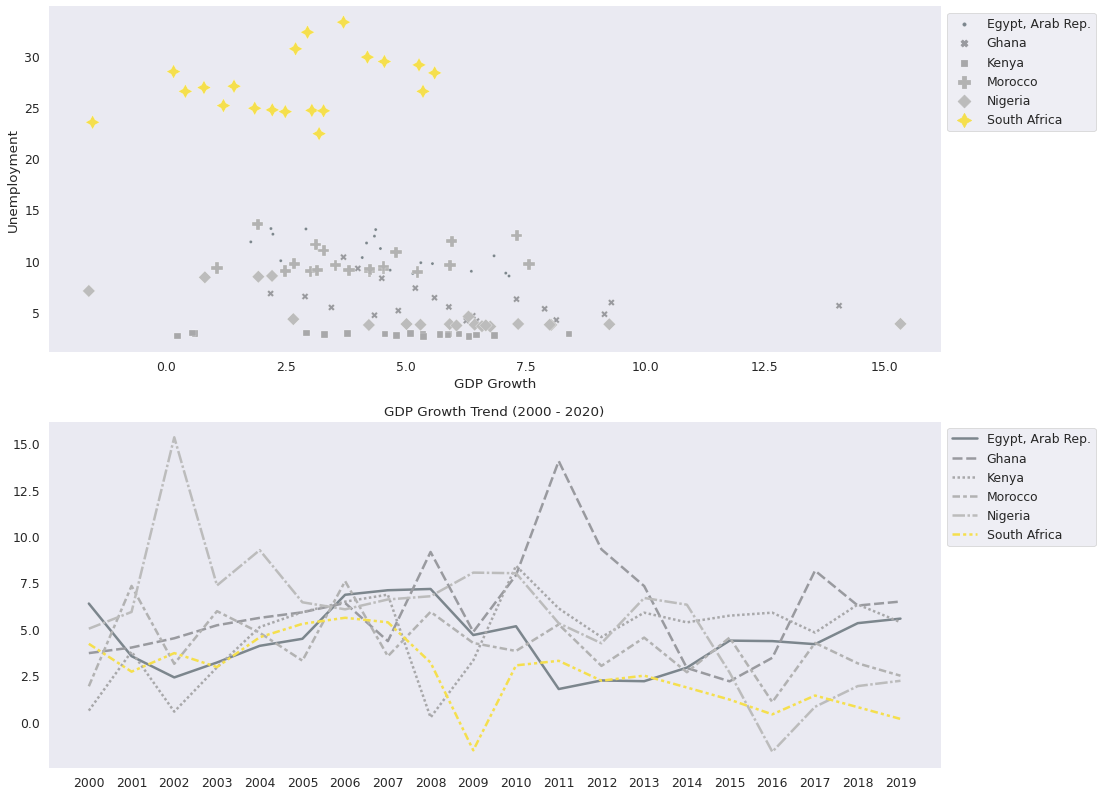 Egypt, Arab Rep.
Ghana
Kenya
Morocco
Nigeria
South Africa
30
25
20
15
10
5
Unemployment
0.0 2.5 5.0 7.5 10.0 12.5 15.0
GDP Growth
GDP Growth Trend (2000 - 2020)
Egypt, Arab Rep.
Ghana
Kenya
Morocco
Nigeria
South Africa
15.0
12.5
10.0
7.5
5.0
2.5
0.0
2000 2001 2002 2003 2004 2005 2006 2007 2008 2009 2010 2011 2012 2013 2014 2015 2016 2017 2018 2019